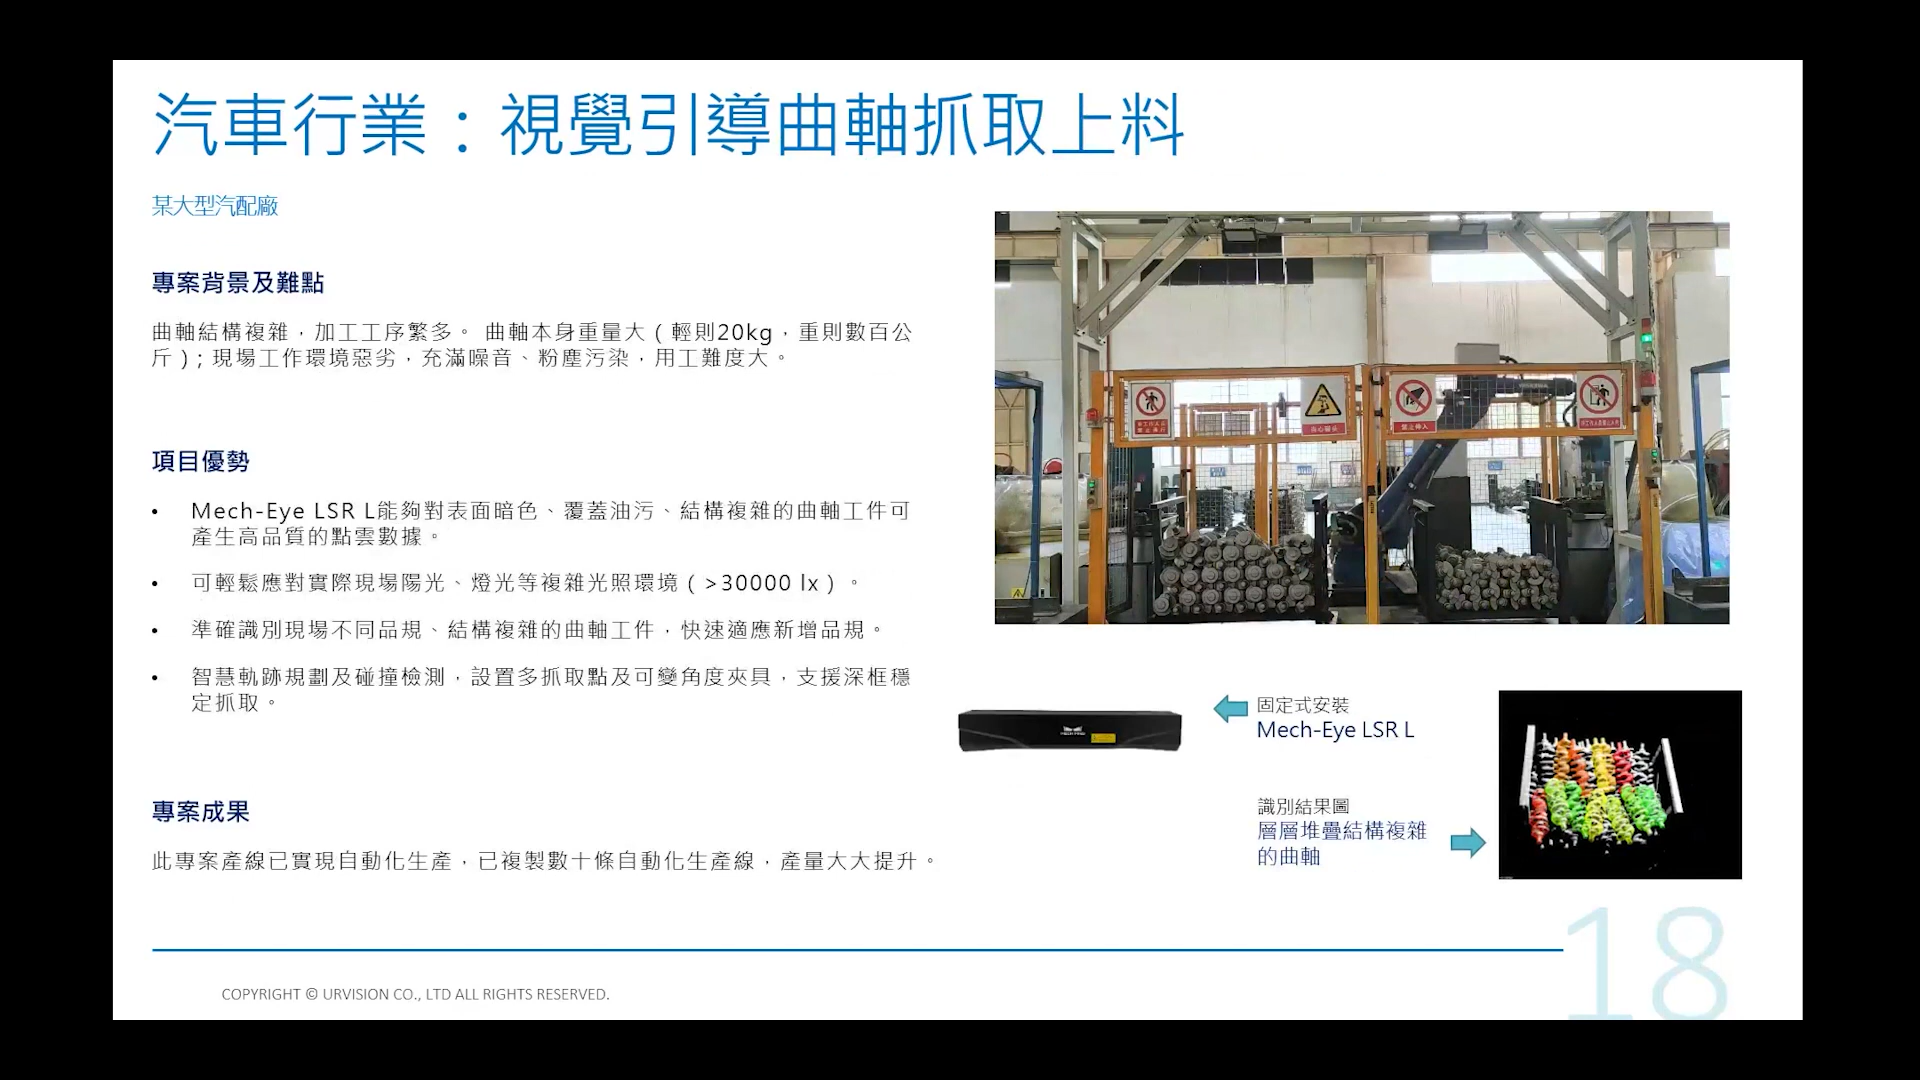 汽車行業：視覺引導曲軸抓取上料
某大型汽配廠
專案背景及難點
曲軸結構複雜，加工工序繁多。 曲軸本身重量大（輕則20kg，重則數百公
斤）；現場工作環境惡劣，充滿噪音、粉塵污染，用工難度大。
項目優勢
• Mech-Eye LSR L能夠對表面暗色、覆蓋油污、結構複雜的曲軸工件可
產生高品質的點雲數據。
• 可輕鬆應對實際現場陽光、燈光等複雜光照環境（>30000 lx）。
• 準確識別現場不同品規、結構複雜的曲軸工件，快速適應新增品規。
• 智慧軌跡規劃及碰撞檢測，設置多抓取點及可變角度夾具，支援深框穩
定抓取。
專案成果
此專案產線已實現自動化生產，已複製數十條自動化生產線，產量大大提升。
固定式安裝
Mech-Eye LSR L
識別結果圖
層層堆疊結構複雜
的曲軸
COPYRIGHT © URVISION CO., LTD ALL RIGHTS RESERVED.
18